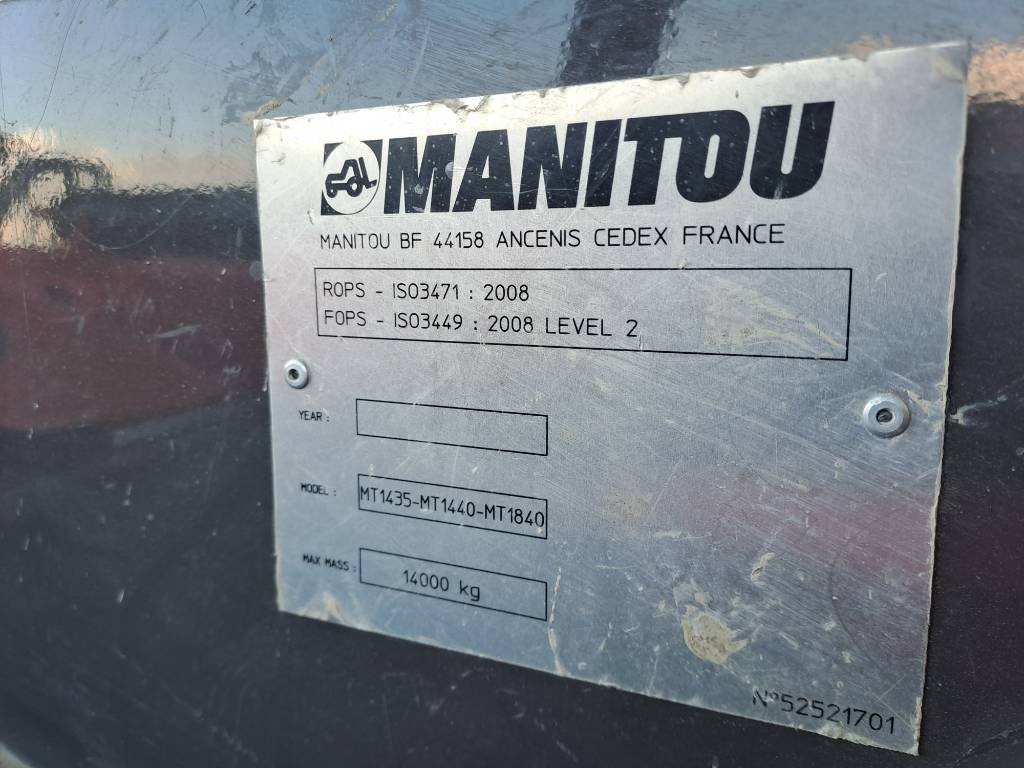 MANITOU
MANITOU BF 44158 ANCENIS CEDEX FRANCE
ROPS - ISO3471 : 2008
FOPS - ISO3449 : 2008 LEVEL 2
YEAR :
MODEL : MT1435-MT1440-MT1840
MAX MASS : 14000 kg
N°52521701